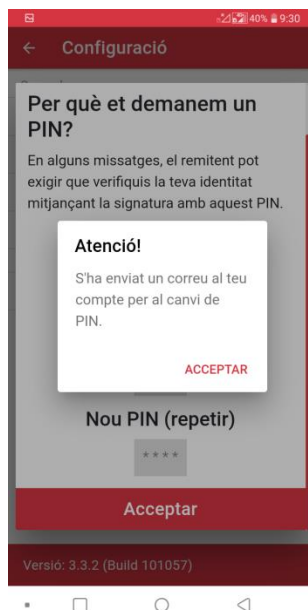 40% 9:30
Configuració
Per què et demanem un
PIN?
En alguns missatges, el remitent pot
exigir que verifiquis la teva identitat
mitjançant la signatura amb aquest PIN.
Atenció!
S'ha enviat un correu al teu
compte per al canvi de
PIN.
ACCEPTAR
Nou PIN (repetir)
****
Acceptar
Versió: 3.3.2 (Build 101057)